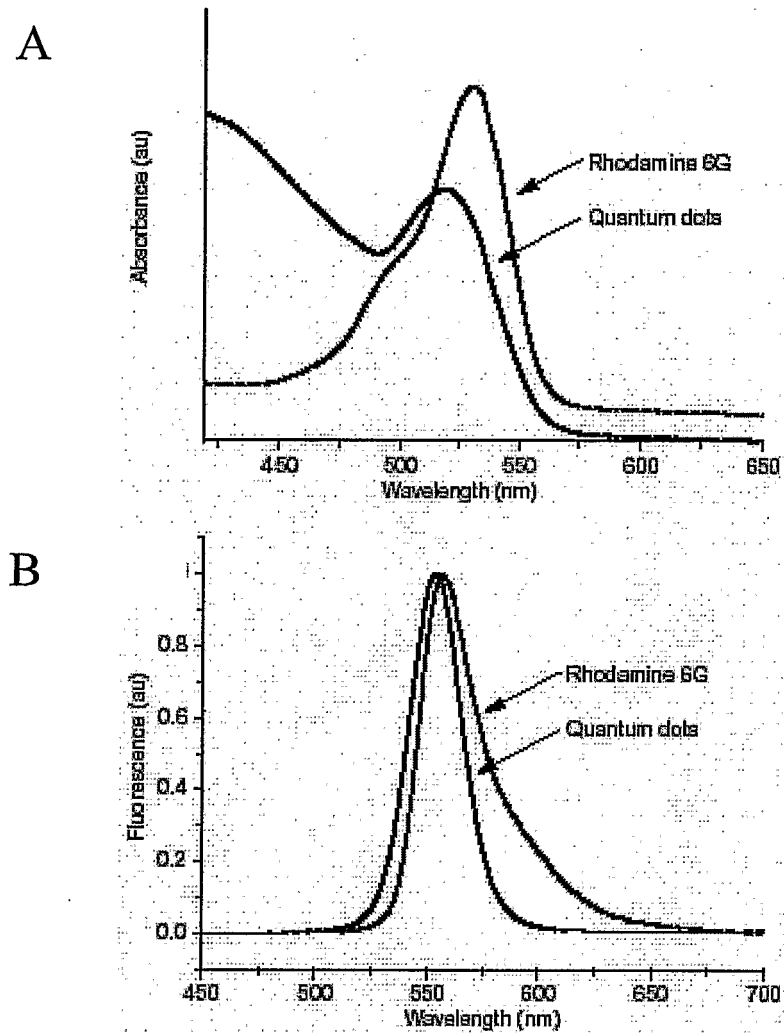 A
Absorbance (au)
Rhodamine 6G
Quantum dots
450
500
550
600
650
Wavelength (nm)
B
Fluorescence (au)
1
0.8
0.6
0.4
0.2
0.0
Rhodamine 6G
Quantum dots
450
500
550
600
650
700
Wavelength (nm)